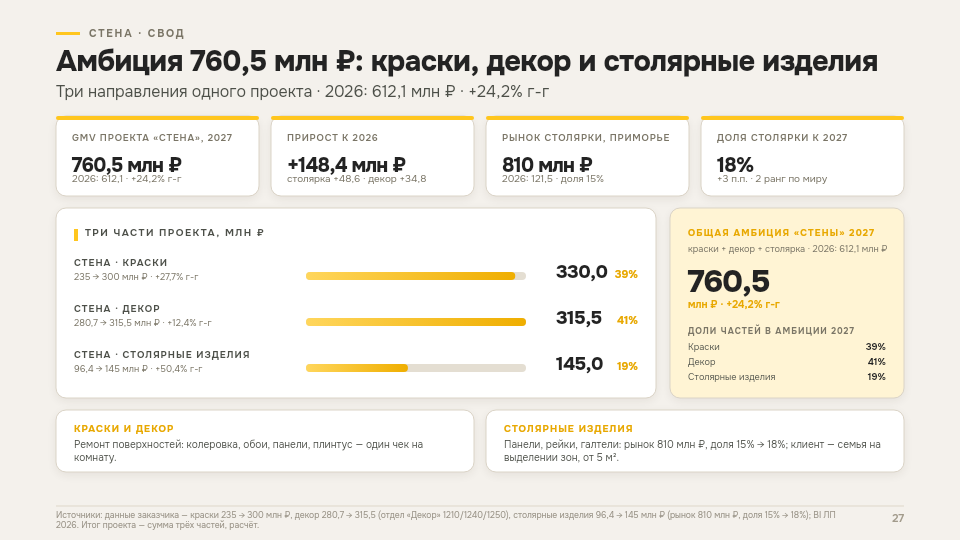 СТЕНА · СВОД
Амбиция 760,5 млн ₽: краски, декор и столярные изделия
Три направления одного проекта · 2026: 612,1 млн ₽ · +24,2% г-г
GMV ПРОЕКТА «СТЕНА», 2027
760,5 млн ₽
2026: 612,1 · +24,2% г-г
ПРИРОСТ К 2026
+148,4 млн ₽
столярка +48,6 · декор +34,8
РЫНОК СТОЛЯРКИ, ПРИМОРЬЕ
810 млн ₽
2026: 121,5 · доля 15%
ДОЛЯ СТОЛЯРКИ К 2027
18%
+3 п.п. · 2 ранг по миру
ТРИ ЧАСТИ ПРОЕКТА, МЛН ₽
СТЕНА · КРАСКИ
235 → 300 млн ₽ · +27,7% г-г
330,0 39%
СТЕНА · ДЕКОР
280,7 → 315,5 млн ₽ · +12,4% г-г
315,5 41%
СТЕНА · СТОЛЯРНЫЕ ИЗДЕЛИЯ
96,4 → 145 млн ₽ · +50,4% г-г
145,0 19%
ОБЩАЯ АМБИЦИЯ «СТЕНЫ» 2027
краски + декор + столярка · 2026: 612,1 млн ₽
760,5
млн ₽ · +24,2% г-г
ДОЛИ ЧАСТЕЙ В АМБИЦИИ 2027
Краски 39%
Декор 41%
Столярные изделия 19%
КРАСКИ И ДЕКОР
Ремонт поверхностей: колеровка, обои, панели, плинтус — один чек на
комнату.
СТОЛЯРНЫЕ ИЗДЕЛИЯ
Панели, рейки, галтели: рынок 810 млн ₽, доля 15% → 18%; клиент — семья на
выделении зон, от 5 м².
Источники: данные заказчика — краски 235 → 300 млн ₽, декор 280,7 → 315,5 (отдел «Декор» 1210/1240/1250), столярные изделия 96,4 → 145 млн ₽ (рынок 810 млн ₽, доля 15% → 18%); BI ЛП
2026. Итог проекта — сумма трёх частей, расчёт.
27